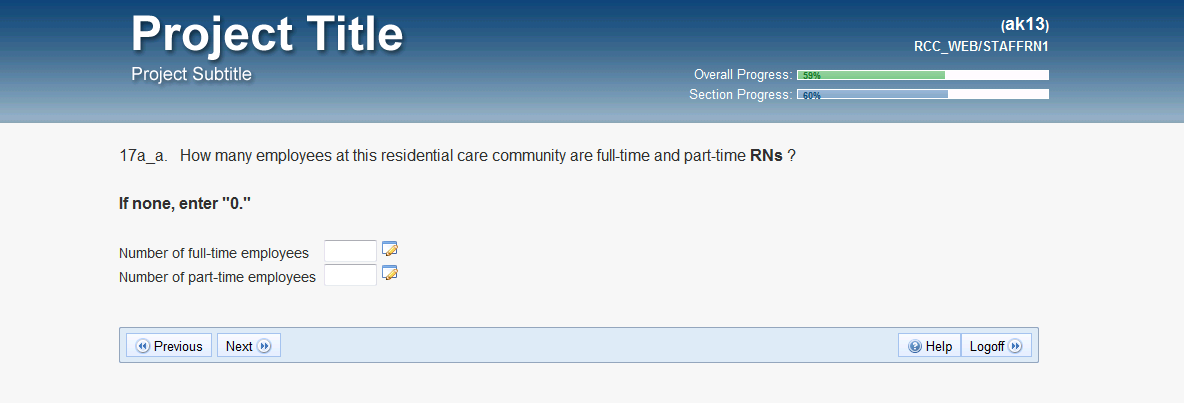 Project Title
Project Subtitle
(ak13)
RCC_WEB/STAFFRN1
Overall Progress: 59%
Section Progress: 60%
17a_a. How many employees at this residential care community are full-time and part-time RNs ?
If none, enter "0."
Number of full-time employees
Number of part-time employees
Previous Next Help Logoff